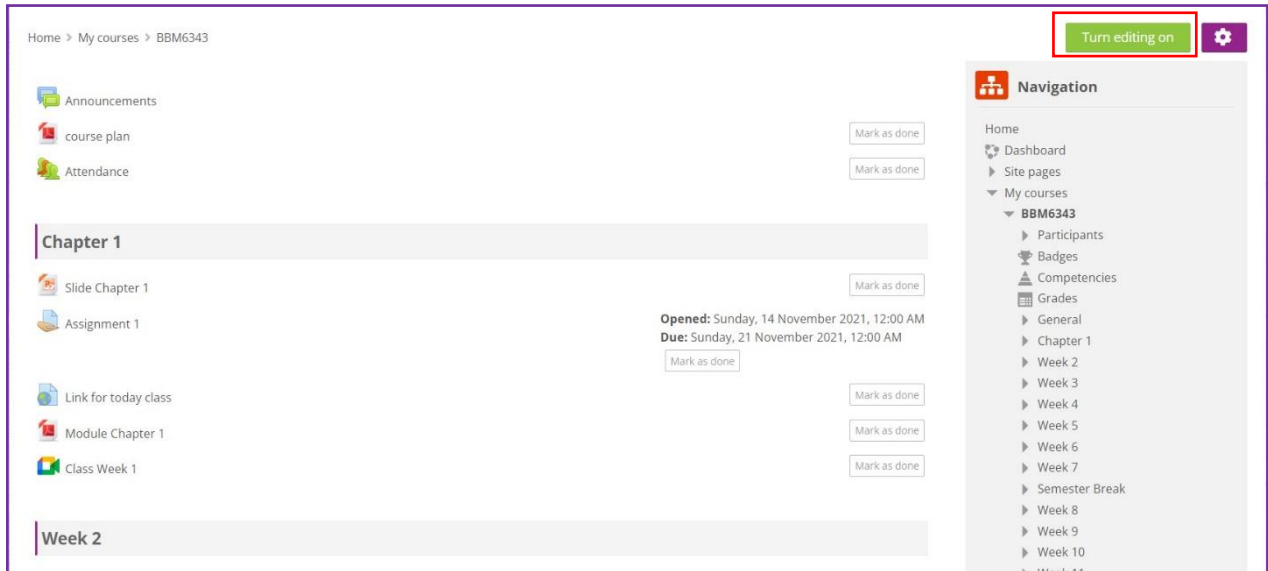 Home > My courses > BBM6343
Turn editing on
Announcements
course plan
Mark as done
Attendance
Mark as done
Chapter 1
Slide Chapter 1
Mark as done
Assignment 1
Opened: Sunday, 14 November 2021, 12:00 AM
Due: Sunday, 21 November 2021, 12:00 AM
Mark as done
Link for today class
Mark as done
Module Chapter 1
Mark as done
Class Week 1
Mark as done
Week 2
Navigation
Home
Dashboard
Site pages
My courses
BBM6343
Participants
Badges
Competencies
Grades
General
Chapter 1
Week 2
Week 3
Week 4
Week 5
Week 6
Week 7
Semester Break
Week 8
Week 9
Week 10